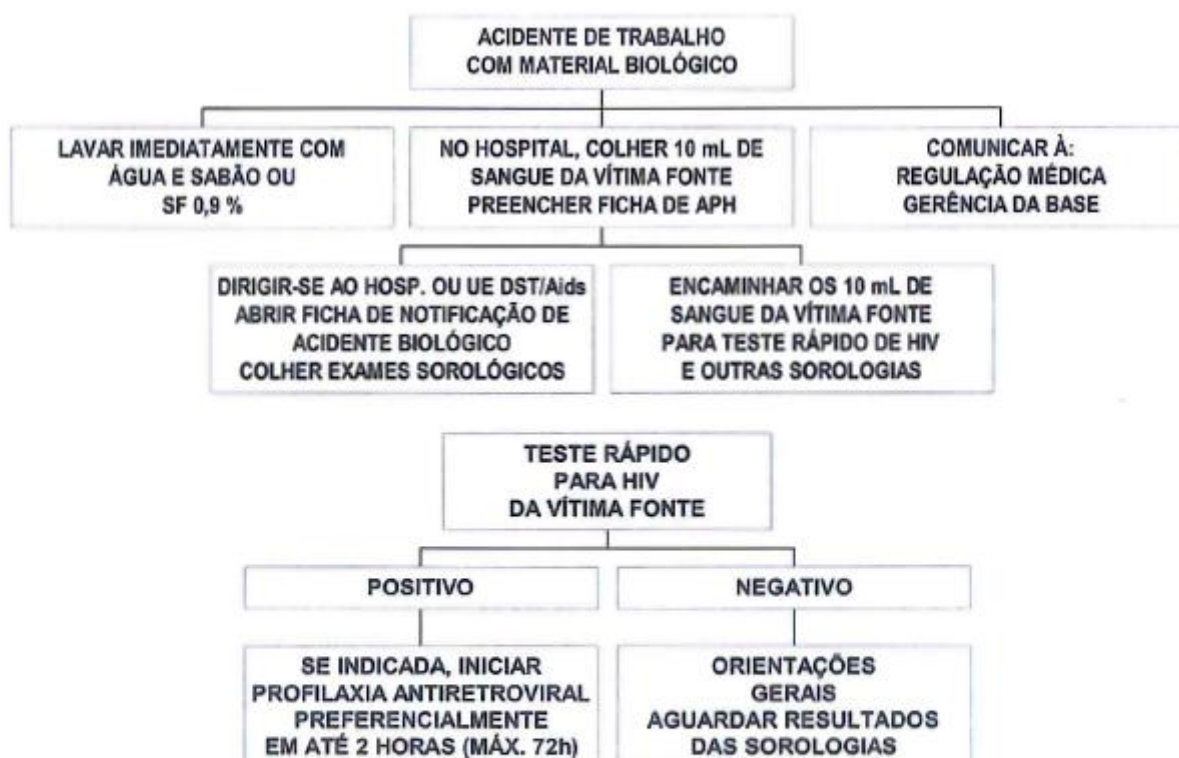 ACIDENTE DE TRABALHO
COM MATERIAL BIOLÓGICO
LAVAR IMEDIATAMENTE COM
ÁGUA E SABÃO OU
SF 0,9 %
NO HOSPITAL, COLHER 10 mL DE
SANGUE DA VÍTIMA FONTE
PREENCHER FICHA DE APH
COMUNICAR À:
REGULAÇÃO MÉDICA
GERÊNCIA DA BASE
DIRIGIR-SE AO HOSP. OU UE DST/Aids
ABRIR FICHA DE NOTIFICAÇÃO DE
ACIDENTE BIOLÓGICO
COLHER EXAMES SOROLÓGICOS
ENCAMINHAR OS 10 mL DE
SANGUE DA VÍTIMA FONTE
PARA TESTE RÁPIDO DE HIV
E OUTRAS SOROLOGIAS
TESTE RÁPIDO
PARA HIV
DA VÍTIMA FONTE
POSITIVO
NEGATIVO
SE INDICADA, INICIAR
PROFILAXIA ANTIRETROVIRAL
PREFERENCIALMENTE
EM ATÉ 2 HORAS (MÁX. 72h)
ORIENTAÇÕES
GERAIS
AGUARDAR RESULTADOS
DAS SOROLOGIAS